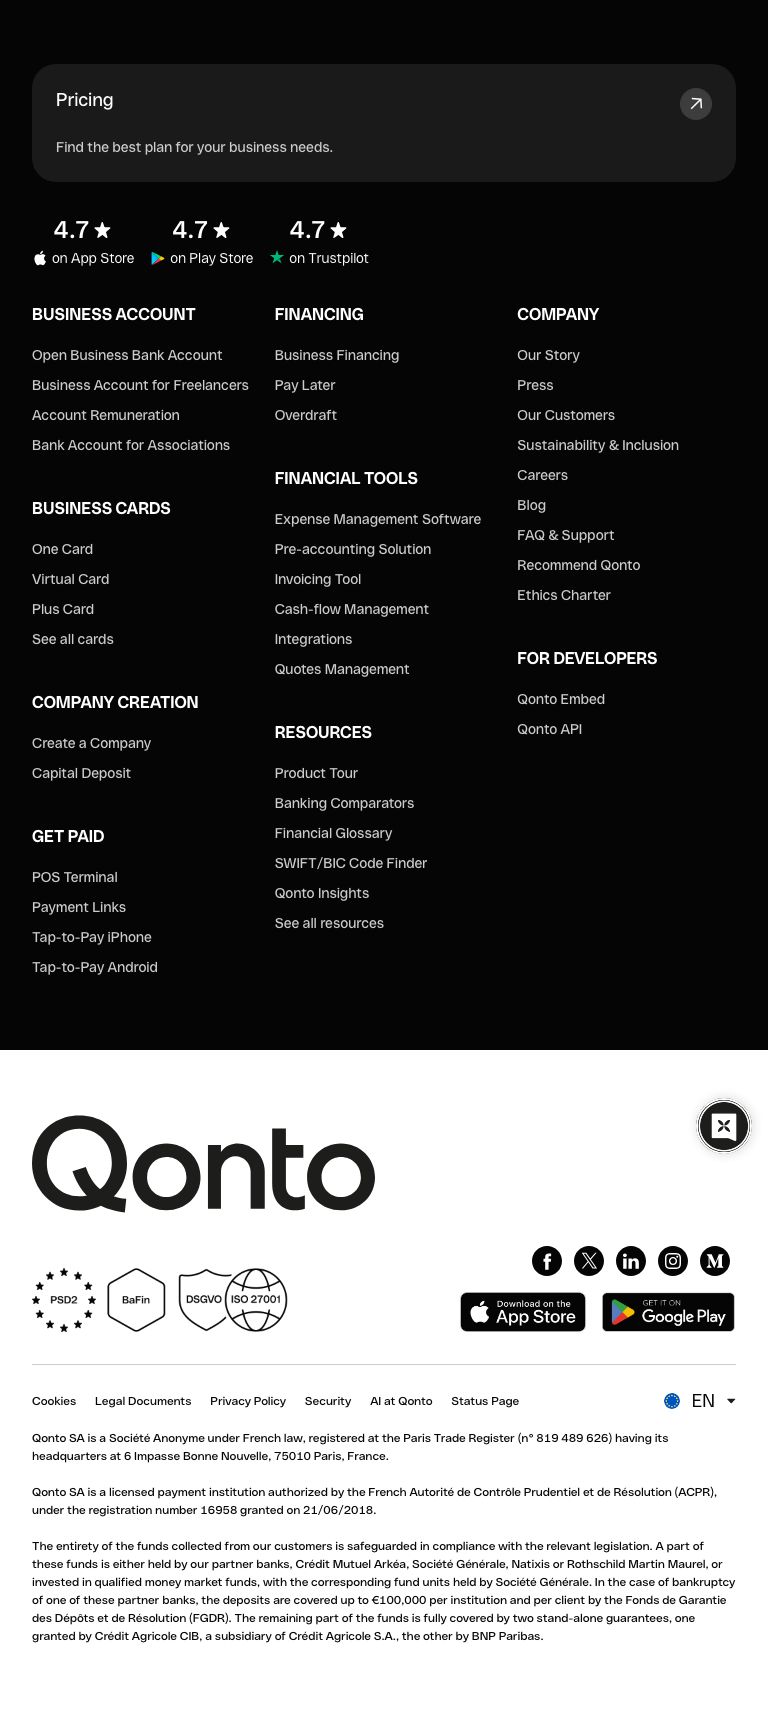 Pricing
Find the best plan for your business needs.
4.7
on App Store
4.7
on Play Store
4.7
on Trustpilot
BUSINESS ACCOUNT
Open Business Bank Account
Business Account for Freelancers
Account Remuneration
Bank Account for Associations
BUSINESS CARDS
One Card
Virtual Card
Plus Card
See all cards
COMPANY CREATION
Create a Company
Capital Deposit
GET PAID
POS Terminal
Payment Links
Tap-to-Pay iPhone
Tap-to-Pay Android
FINANCING
Business Financing
Pay Later
Overdraft
FINANCIAL TOOLS
Expense Management Software
Pre-accounting Solution
Invoicing Tool
Cash-flow Management
Integrations
Quotes Management
RESOURCES
Product Tour
Banking Comparators
Financial Glossary
SWIFT/BIC Code Finder
Qonto Insights
See all resources
COMPANY
Our Story
Press
Our Customers
Sustainability & Inclusion
Careers
Blog
FAQ & Support
Recommend Qonto
Ethics Charter
FOR DEVELOPERS
Qonto Embed
Qonto API
Qonto
PSD2
BaFin
DSGVO
ISO 27001
Download on the
App Store
GET IT ON
Google Play
Cookies Legal Documents Privacy Policy Security AI at Qonto Status Page
EN
Qonto SA is a Société Anonyme under French law, registered at the Paris Trade Register (n° 819 489 626) having its
headquarters at 6 Impasse Bonne Nouvelle, 75010 Paris, France.
Qonto SA is a licensed payment institution authorized by the French Autorité de Contrôle Prudentiel et de Résolution (ACPR),
under the registration number 16958 granted on 21/06/2018.
The entirety of the funds collected from our customers is safeguarded in compliance with the relevant legislation. A part of
these funds is either held by our partner banks, Crédit Mutuel Arkéa, Société Générale, Natixis or Rothschild Martin Maurel, or
invested in qualified money market funds, with the corresponding fund units held by Société Générale. In the case of bankruptcy
of one of these partner banks, the deposits are covered up to €100,000 per institution and per client by the Fonds de Garantie
des Dépôts et de Résolution (FGDR). The remaining part of the funds is fully covered by two stand-alone guarantees, one
granted by Crédit Agricole CIB, a subsidiary of Crédit Agricole S.A., the other by BNP Paribas.